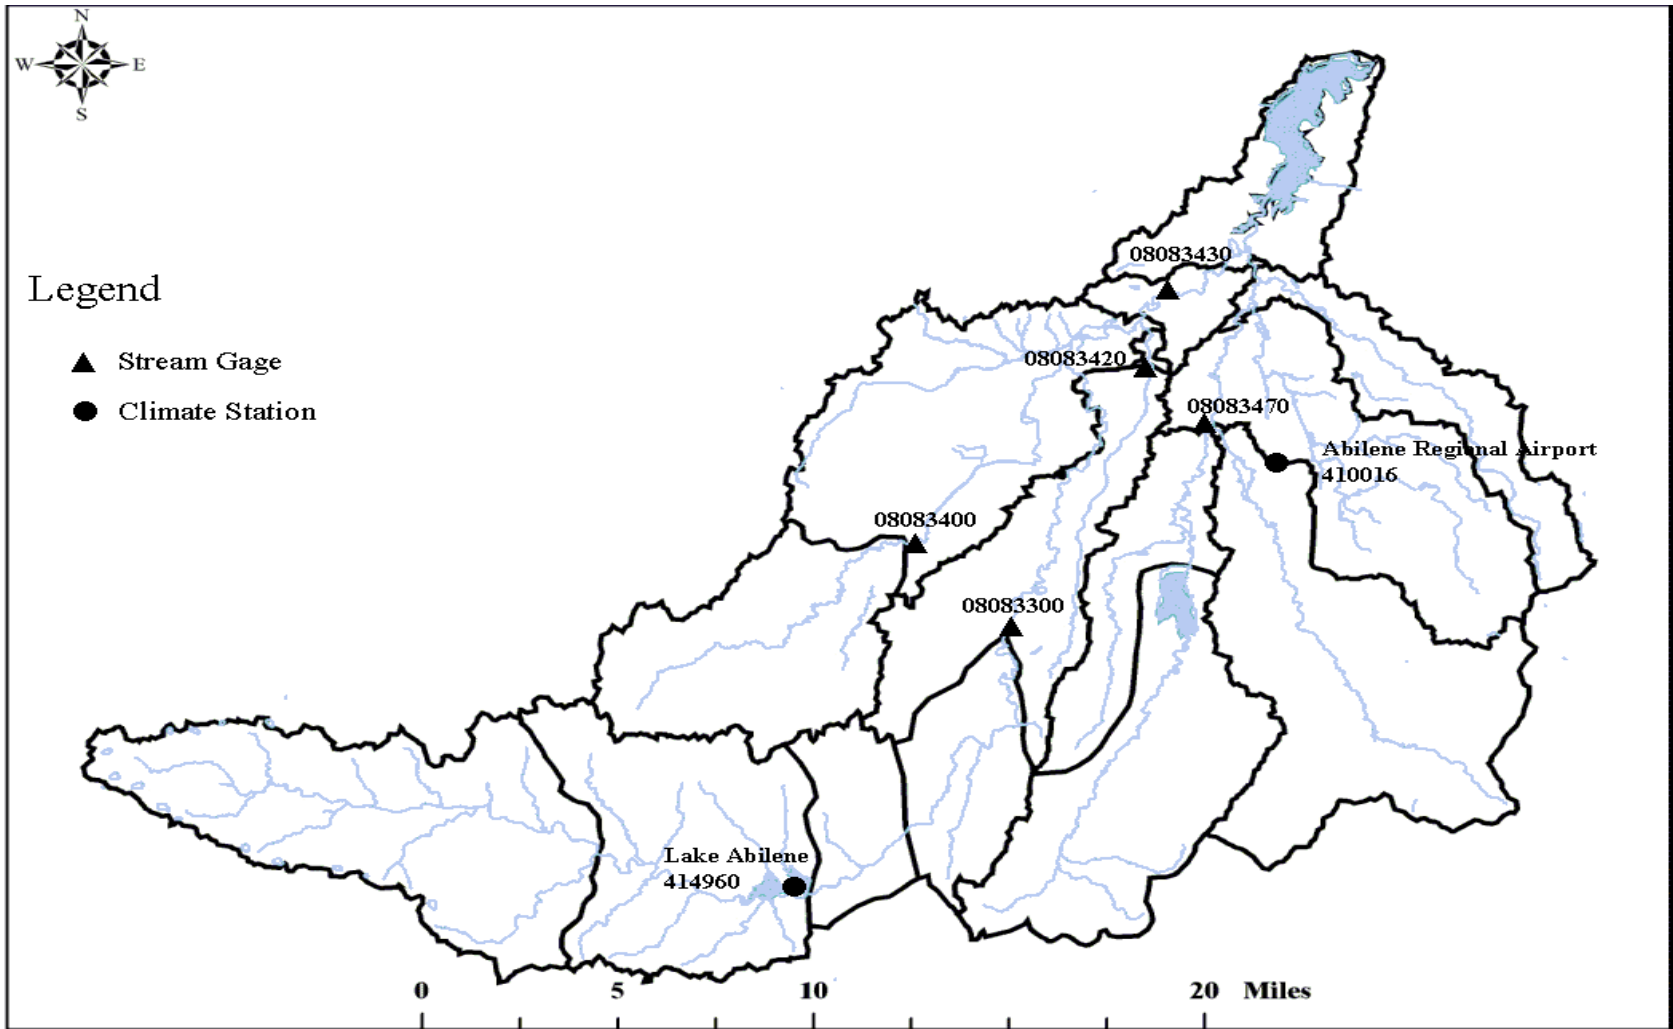 N
W E
S
08083430
Legend
08083420
Stream Gage
08083470
Climate Station
Abilene Regional Airport
410016
08083400
08083300
Lake Abilene
414960
0 5 10 20 Miles